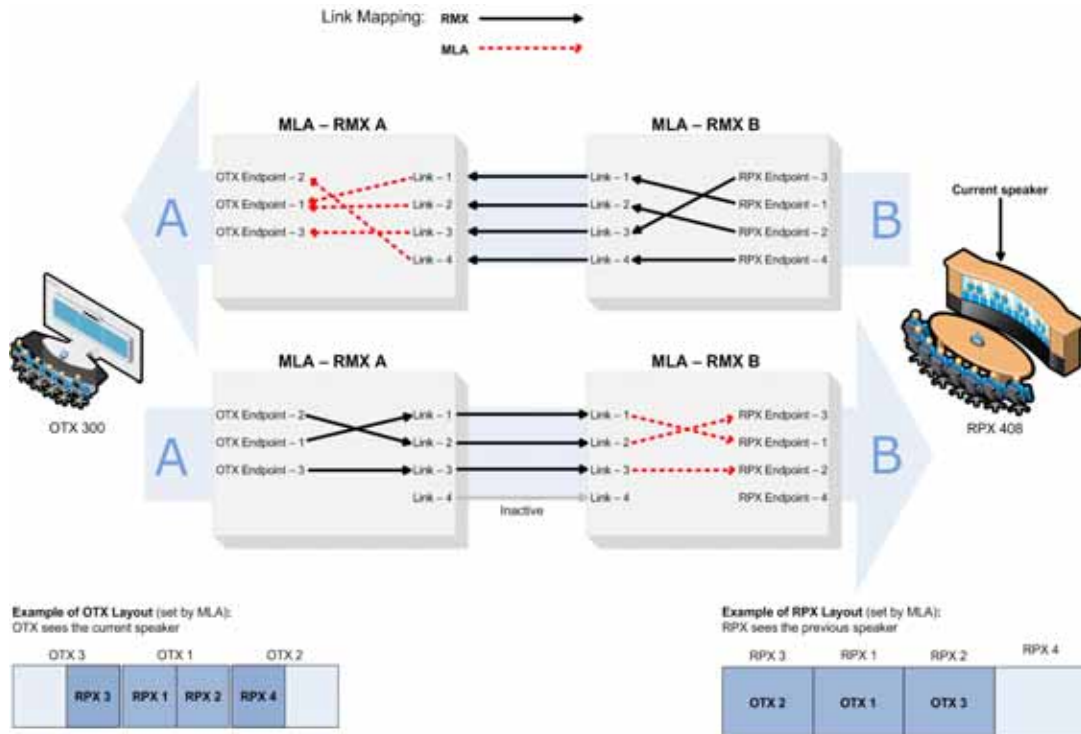 Link Mapping: RMX
MLA
MLA – RMX A
MLA – RMX B
OTX Endpoint – 2
Link – 1
Link – 1
RPX Endpoint – 3
OTX Endpoint – 1
Link – 2
Link – 2
RPX Endpoint – 1
OTX Endpoint – 3
Link – 3
Link – 3
RPX Endpoint – 2
Link – 4
Link – 4
RPX Endpoint – 4
A
B
Current speaker
OTX 300
RPX 408
MLA – RMX A
MLA – RMX B
OTX Endpoint – 2
Link – 1
Link – 1
RPX Endpoint – 3
OTX Endpoint – 1
Link – 2
Link – 2
RPX Endpoint – 1
OTX Endpoint – 3
Link – 3
Link – 3
RPX Endpoint – 2
Link – 4
Link – 4
RPX Endpoint – 4
Inactive
A
B
Example of OTX Layout (set by MLA):
OTX sees the current speaker
OTX 3 OTX 1 OTX 2
RPX 3 RPX 1 RPX 2 RPX 4
Example of RPX Layout (set by MLA):
RPX sees the previous speaker
RPX 3 RPX 1 RPX 2 RPX 4
OTX 2 OTX 1 OTX 3